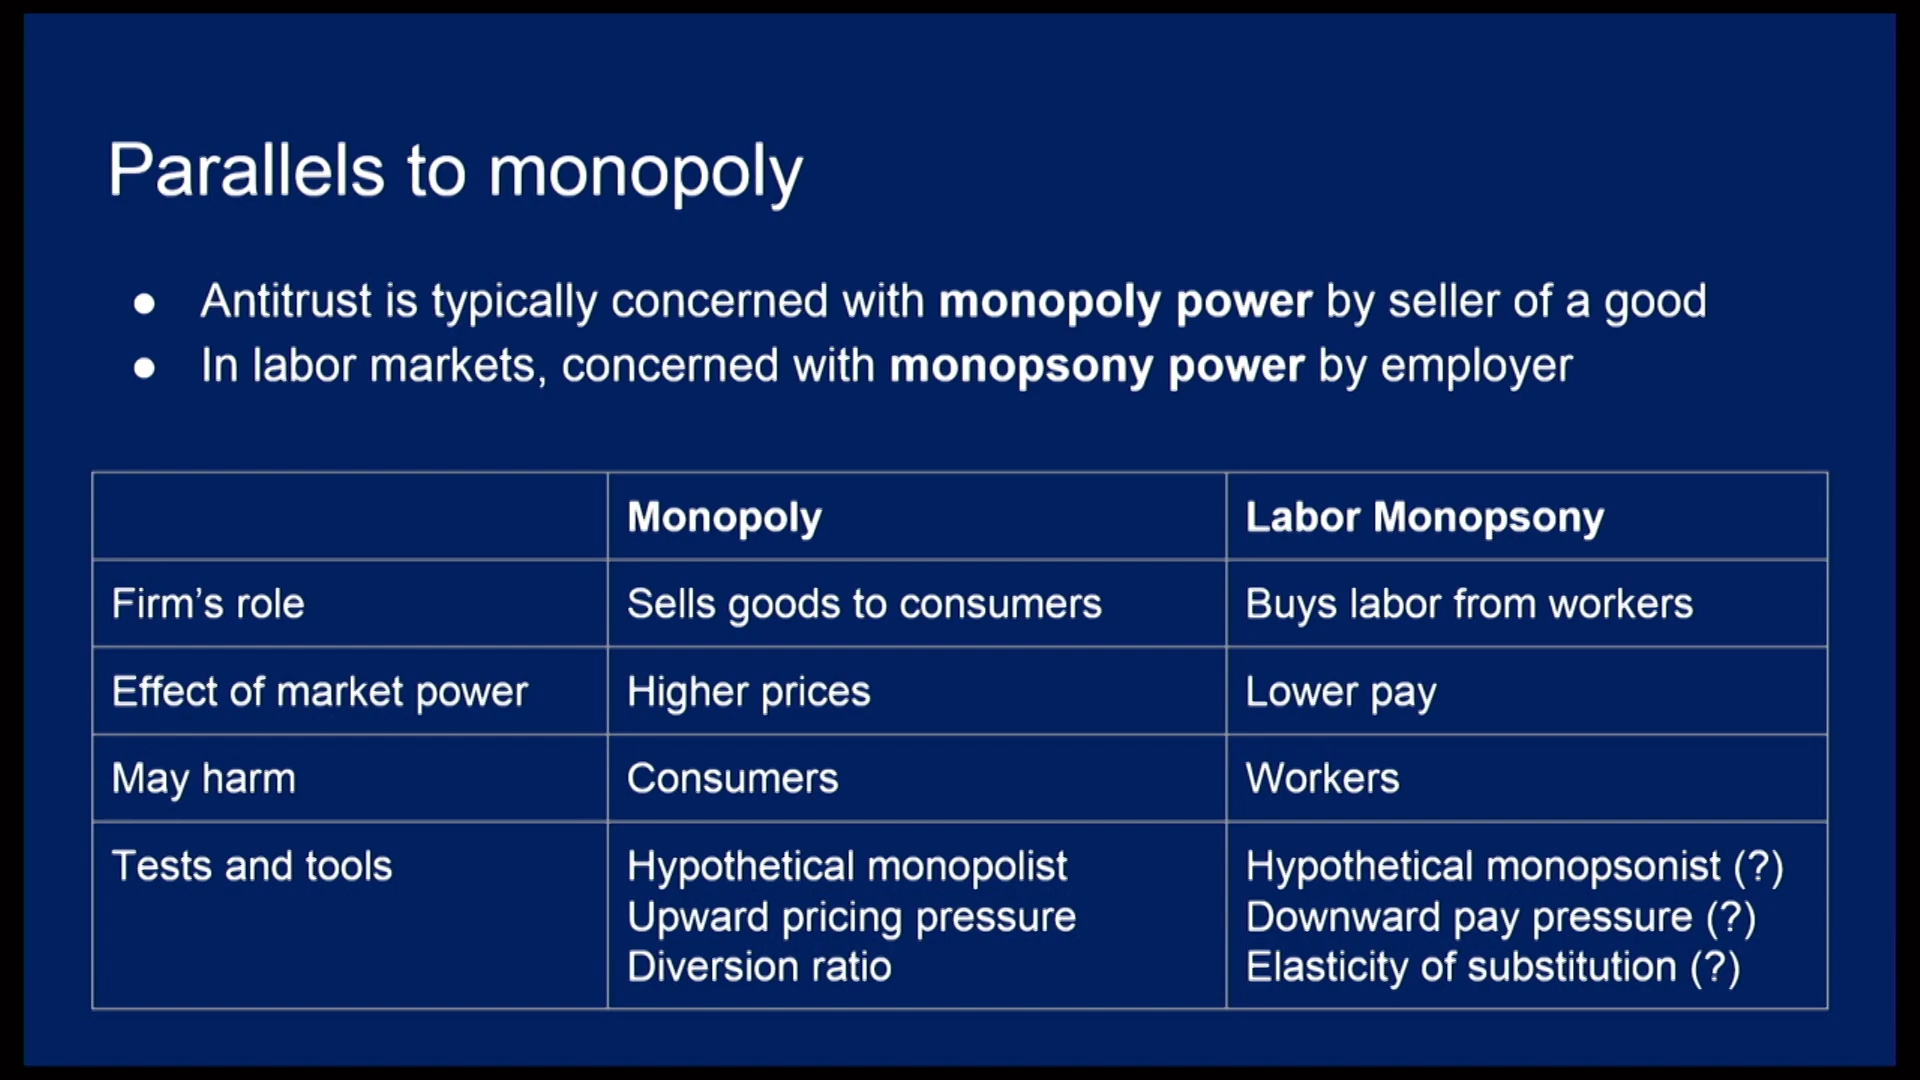 Parallels to monopoly
● Antitrust is typically concerned with monopoly power by seller of a good
● In labor markets, concerned with monopsony power by employer
Monopoly Labor Monopsony
Firm’s role Sells goods to consumers Buys labor from workers
Effect of market power Higher prices Lower pay
May harm Consumers Workers
Tests and tools Hypothetical monopolist Hypothetical monopsonist (?)
Upward pricing pressure Downward pay pressure (?)
Diversion ratio Elasticity of substitution (?)